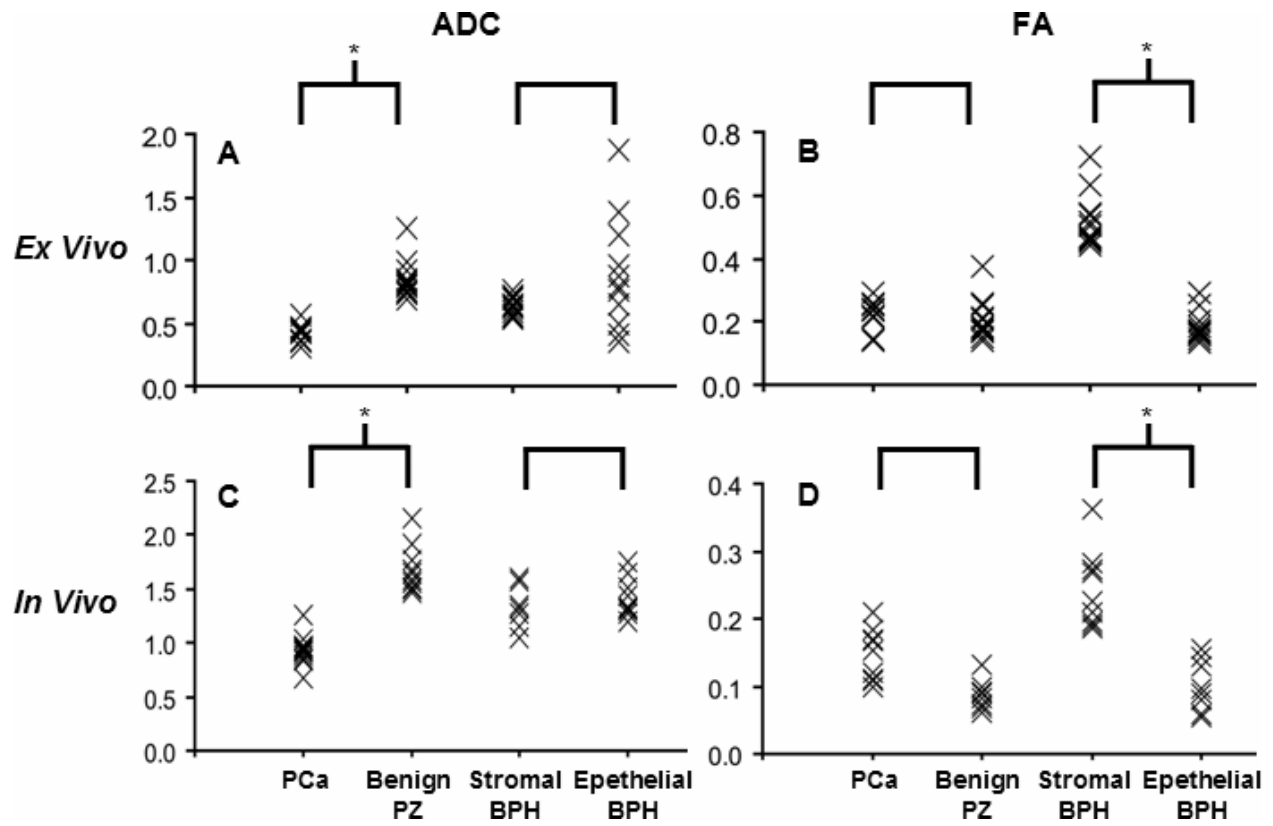 ADC
FA
*
*
A
2.0
1.5
1.0
0.5
0.0
B
0.8
0.6
0.4
0.2
0.0
Ex Vivo
*
*
C
2.5
2.0
1.5
1.0
0.5
0.0
D
0.4
0.3
0.2
0.1
0.0
In Vivo
PCa
Benign
PZ
Stromal
BPH
Epethelial
BPH
PCa
Benign
PZ
Stromal
BPH
Epethelial
BPH